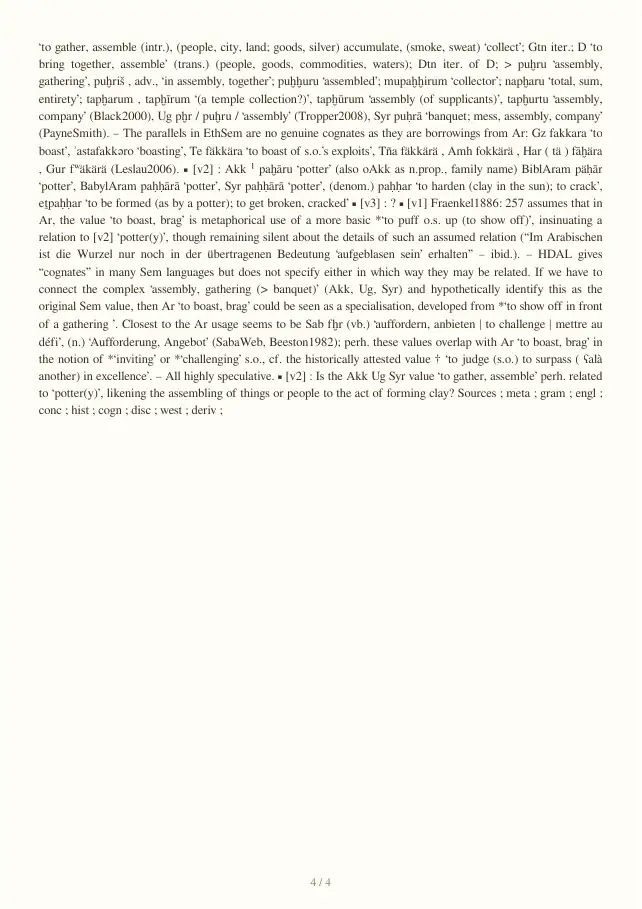 ‘to gather, assemble (intr.), (people, city, land; goods, silver) accumulate, (smoke, sweat) ‘collect’; Gtn iter.; D ‘to
bring together, assemble’ (trans.) (people, goods, commodities, waters); Dtn iter. of D; > puḫru ‘assembly,
gathering’, puḫriš , adv., ‘in assembly, together’; puḫḫuru ‘assembled’; mupaḫḫirum ‘collector’; napḫaru ‘total, sum,
entirety’; tapḫarum , tapḫīrum ‘(a temple collection?)’, tapḫūrum ‘assembly (of supplicants)’, tapḫurtu ‘assembly,
company’ (Black2000), Ug pḫr / puḫru / ‘assembly’ (Tropper2008), Syr puḥrā ‘banquet; mess, assembly, company’
(PayneSmith). – The parallels in EthSem are no genuine cognates as they are borrowings from Ar: Gz fakkara ‘to
boast’, ʾastafakkǝro ‘boasting’, Te fäkkära ‘to boast of s.o.’s exploits’, Tña fäkkärä , Amh fokkärä , Har ( tä ) fāḫära
, Gur fʷäkärä (Leslau2006). ▪ [v2] : Akk ¹ paḫāru ‘potter’ (also oAkk as n.prop., family name) BiblAram päḥār
‘potter’, BabylAram paḥḥārā ‘potter’, Syr paḥḥārā ‘potter’, (denom.) paḥḥar ‘to harden (clay in the sun); to crack’,
eṯpaḥḥar ‘to be formed (as by a potter); to get broken, cracked’ ▪ [v3] : ? ▪ [v1] Fraenkel1886: 257 assumes that in
Ar, the value ‘to boast, brag’ is metaphorical use of a more basic *‘to puff o.s. up (to show off)’, insinuating a
relation to [v2] ‘potter(y)’, though remaining silent about the details of such an assumed relation (“Im Arabischen
ist die Wurzel nur noch in der übertragenen Bedeutung ‘aufgeblasen sein’ erhalten” – ibid.). – HDAL gives
“cognates” in many Sem languages but does not specify either in which way they may be related. If we have to
connect the complex ‘assembly, gathering (> banquet)’ (Akk, Ug, Syr) and hypothetically identify this as the
original Sem value, then Ar ‘to boast, brag’ could be seen as a specialisation, developed from *‘to show off in front
of a gathering ’. Closest to the Ar usage seems to be Sab fḫr (vb.) ‘auffordern, anbieten | to challenge | mettre au
défi’, (n.) ‘Aufforderung, Angebot’ (SabaWeb, Beeston1982); perh. these values overlap with Ar ‘to boast, brag’ in
the notion of *‘inviting’ or *‘challenging’ s.o., cf. the historically attested value † ‘to judge (s.o.) to surpass ( ʕalà
another) in excellence’. – All highly speculative. ▪ [v2] : Is the Akk Ug Syr value ‘to gather, assemble’ perh. related
to ‘potter(y)’, likening the assembling of things or people to the act of forming clay? Sources ; meta ; gram ; engl ;
conc ; hist ; cogn ; disc ; west ; deriv ;
4 / 4